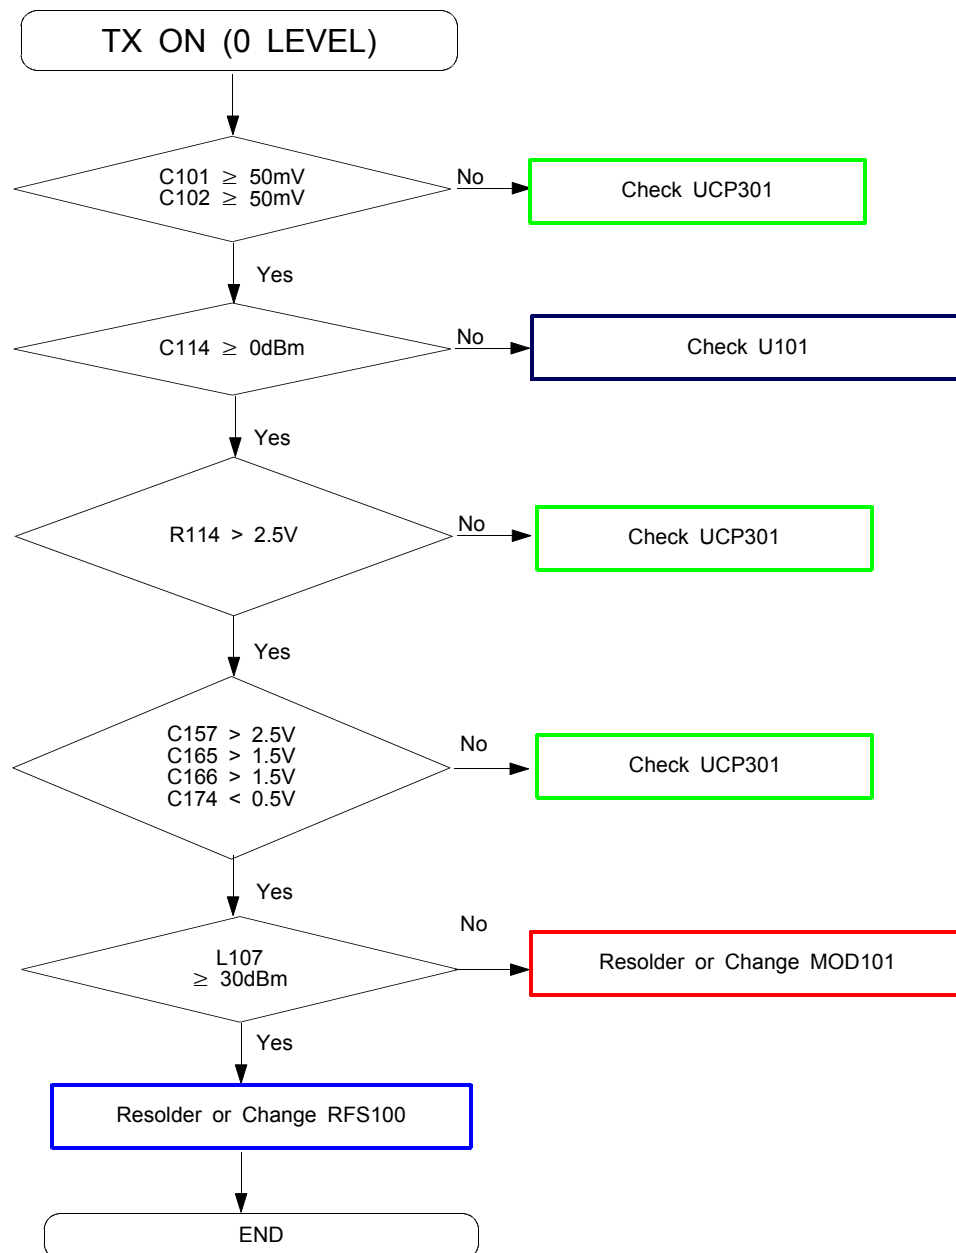 TX ON (0 LEVEL)
C101 ≥ 50mV
C102 ≥ 50mV
No
Check UCP301
Yes
C114 ≥ 0dBm
No
Check U101
Yes
R114 > 2.5V
No
Check UCP301
Yes
C157 > 2.5V
C165 > 1.5V
C166 > 1.5V
C174 < 0.5V
No
Check UCP301
Yes
L107
≥ 30dBm
No
Resolder or Change MOD101
Yes
Resolder or Change RFS100
END